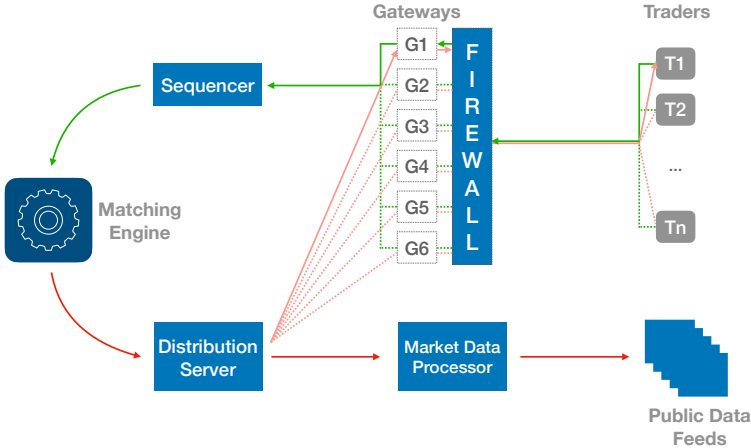 Gateways
Traders
G1
G2
G3
G4
G5
G6
F
I
R
E
W
A
L
L
T1
T2
...
Tn
Sequencer
Matching
Engine
Distribution
Server
Market Data
Processor
Public Data
Feeds